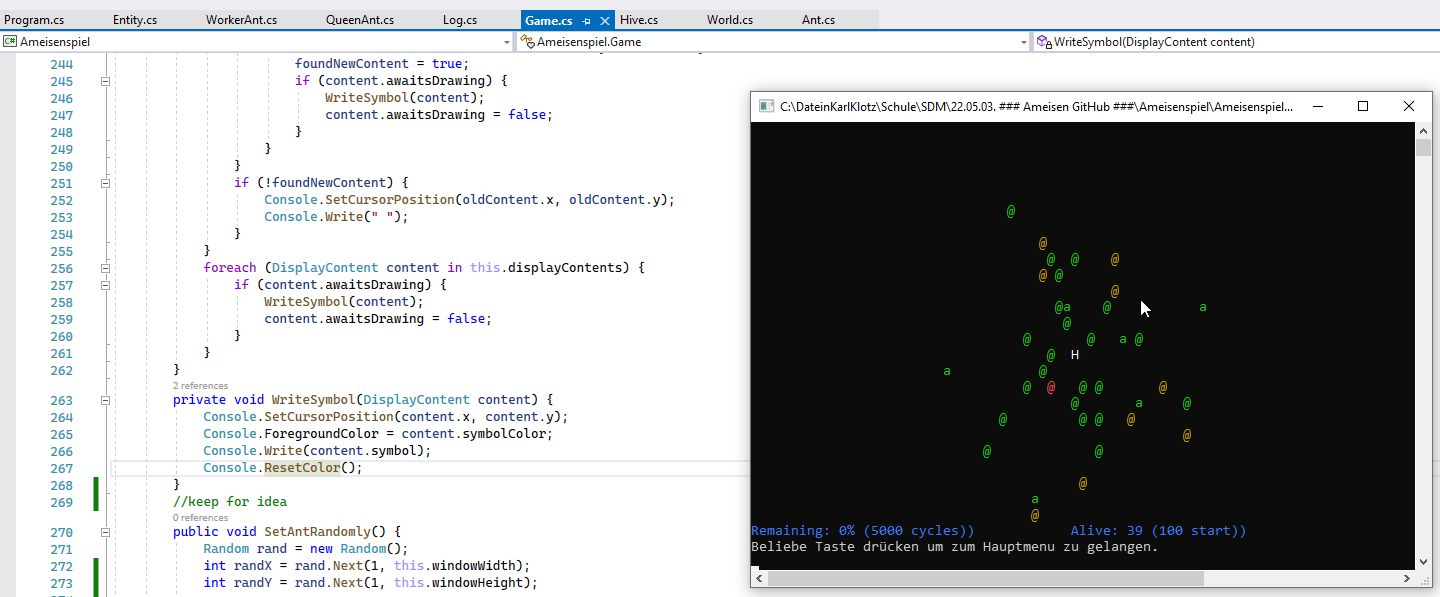 Program.cs Entity.cs WorkerAnt.cs QueenAnt.cs Log.cs Game.cs Hive.cs World.cs Ant.cs
C# Ameisenspiel Ameisenspiel.Game WriteSymbol(DisplayContent content)
244 foundNewContent = true;
245 if (content.awaitsDrawing) {
246 WriteSymbol(content);
247 content.awaitsDrawing = false;
248 }
249 }
250 }
251 if (!foundNewContent) {
252 Console.SetCursorPosition(oldContent.x, oldContent.y);
253 Console.Write(" ");
254 }
255 }
256 foreach (DisplayContent content in this.displayContents) {
257 if (content.awaitsDrawing) {
258 WriteSymbol(content);
259 content.awaitsDrawing = false;
260 }
261 }
262 }
2 references
263 private void WriteSymbol(DisplayContent content) {
264 Console.SetCursorPosition(content.x, content.y);
265 Console.ForegroundColor = content.symbolColor;
266 Console.Write(content.symbol);
267 Console.ResetColor();
268 }
269 //keep for idea
0 references
270 public void SetAntRandomly() {
271 Random rand = new Random();
272 int randX = rand.Next(1, this.windowWidth);
273 int randY = rand.Next(1, this.windowHeight);
C:\DateinKarlKlotz\Schule\SDM\22.05.03. ### Ameisen GitHub ###\Ameisenspiel\Ameisenspiel...
@
@
@ @ @
@ @
@
@a @ a
@
@ @ a @
@ H
a @
@ @ @ @ @
@ a @
@ @ @ @
@
@ @
@
a
@
Remaining: 0% (5000 cycles)) Alive: 39 (100 start))
Beliebe Taste drücken um zum Hauptmenu zu gelangen.